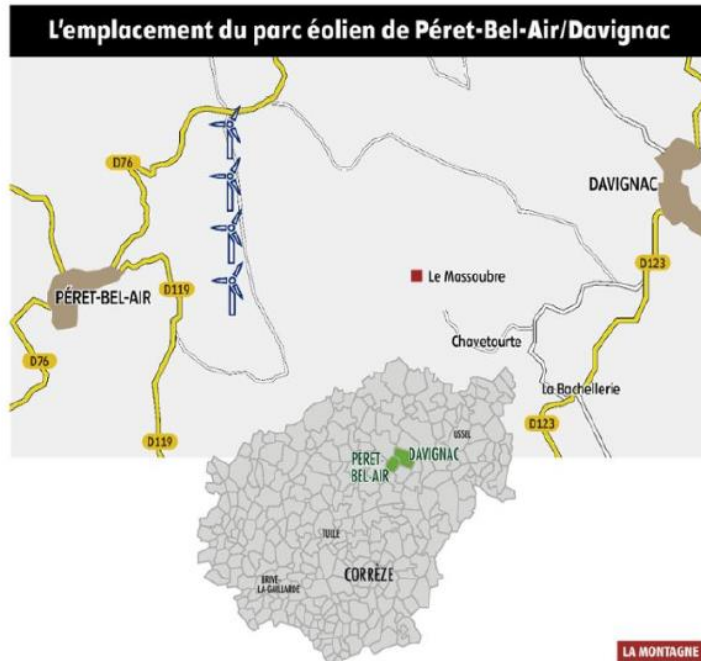 L'emplacement du parc éolien de Péret-Bel-Air/Davignac
D76
DAVIGNAC
D123
Le Massoubre
D119
PÉRET-BEL-AIR
Chavetourte
D76
La Bachellerie
D123
D119
USSEL
DAVIGNAC
PÉRET
BEL-AIR
TULLE
CORRÈZE
BRIVE-
LA-GAILLARDE
LA MONTAGNE